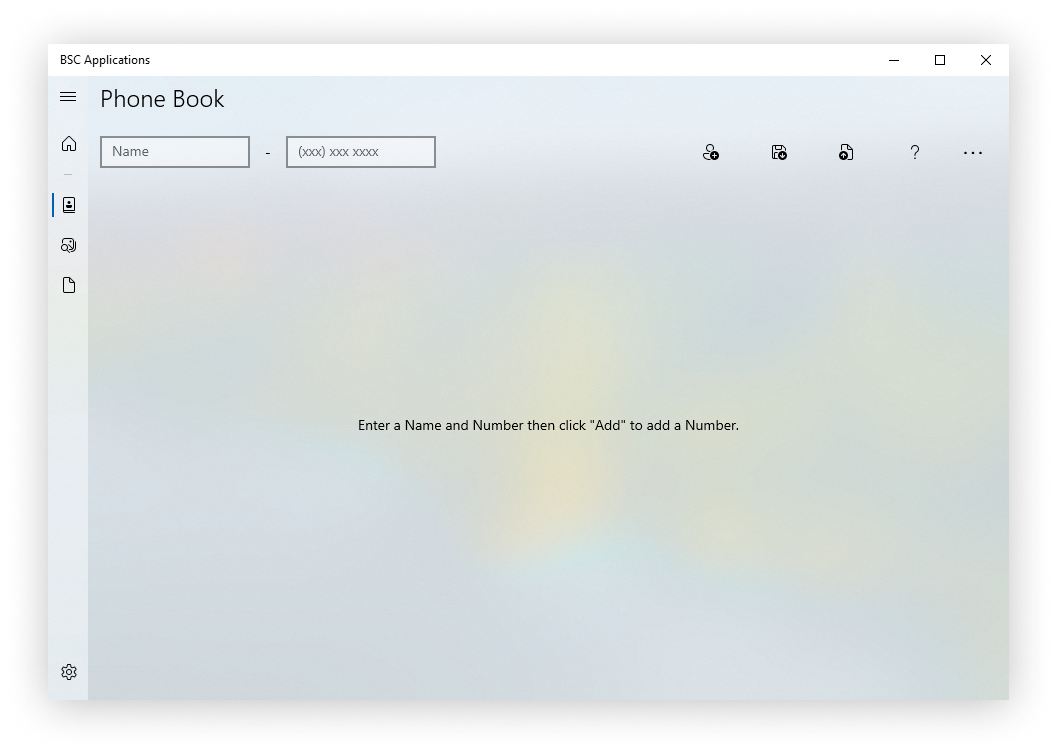 BSC Applications
Phone Book
Name - (xxx) xxx xxxx ?
Enter a Name and Number then click "Add" to add a Number.